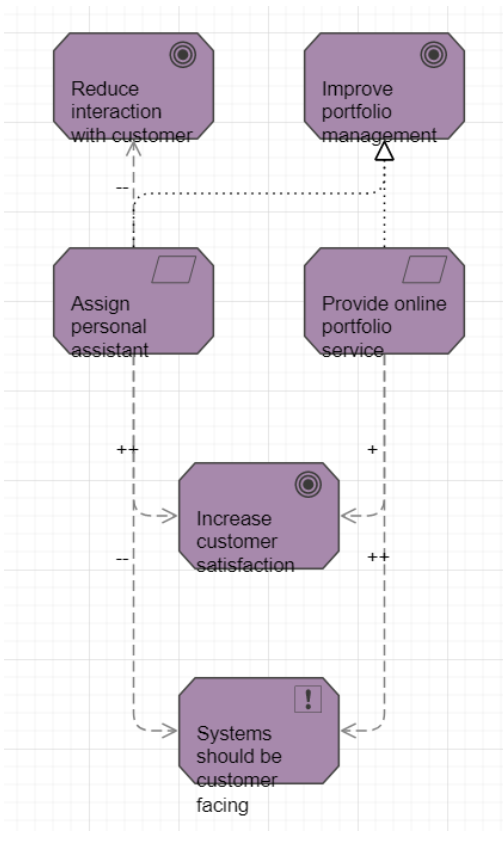 Reduce
interaction
with customer
Improve
portfolio
management
--
Assign
personal
assistant
Provide online
portfolio
service
++
+
Increase
customer
satisfaction
--
++
!
Systems
should be
customer
facing